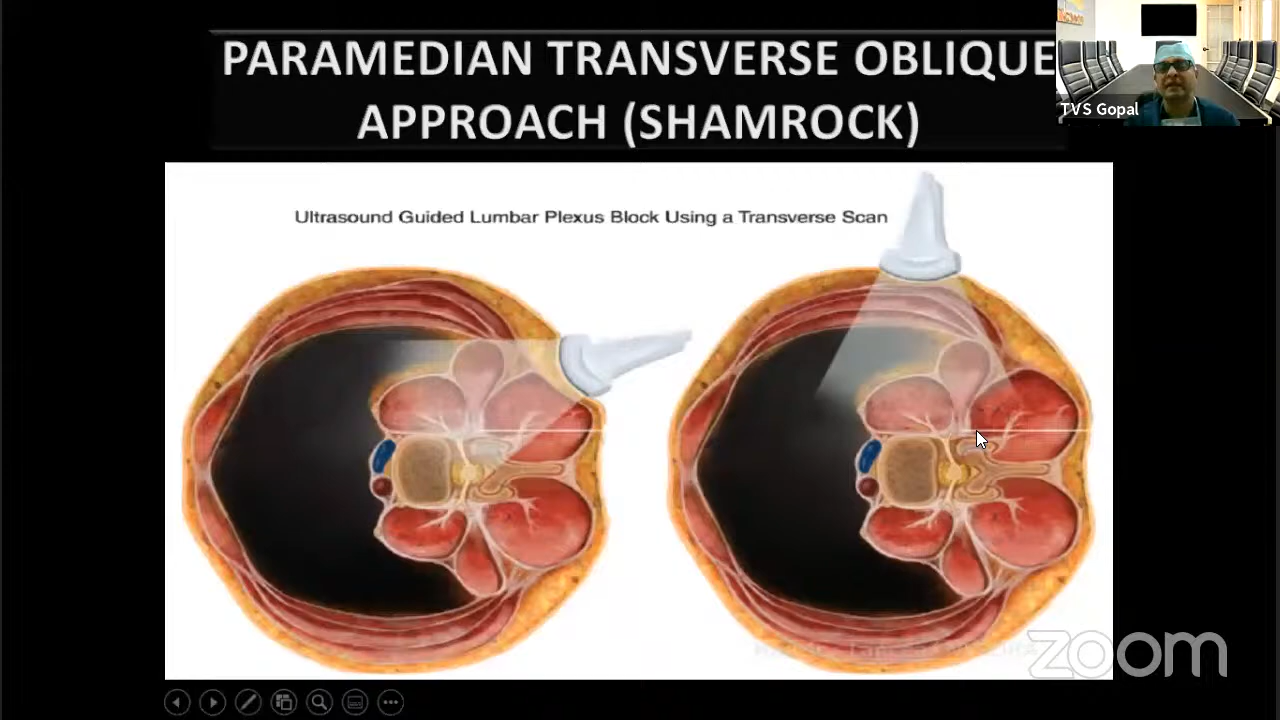 PARAMEDIAN TRANSVERSE OBLIQUE
APPROACH (SHAMROCK)
TVS Gopal
Ultrasound Guided Lumbar Plexus Block Using a Transverse Scan
zoom